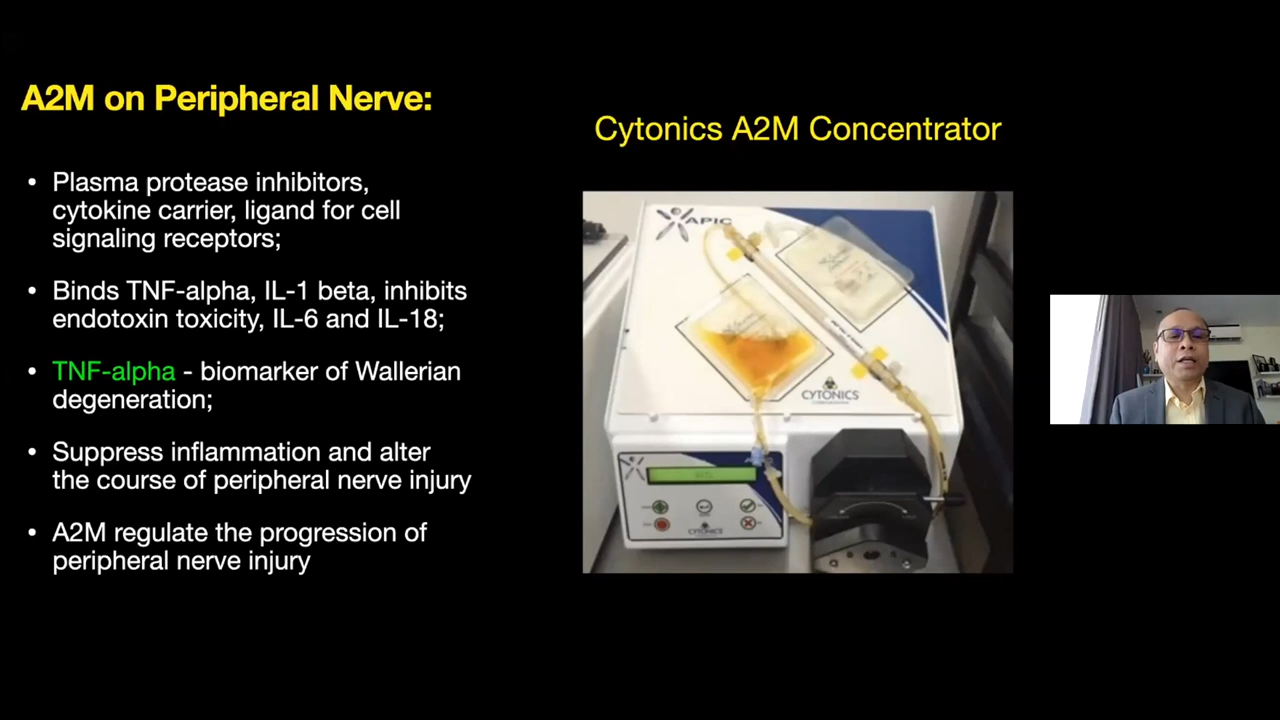 A2M on Peripheral Nerve:
• Plasma protease inhibitors,
cytokine carrier, ligand for cell
signaling receptors;
• Binds TNF-alpha, IL-1 beta, inhibits
endotoxin toxicity, IL-6 and IL-18;
• TNF-alpha - biomarker of Wallerian
degeneration;
• Suppress inflammation and alter
the course of peripheral nerve injury
• A2M regulate the progression of
peripheral nerve injury
Cytonics A2M Concentrator
APIC
CYTONICS
CYTONICS